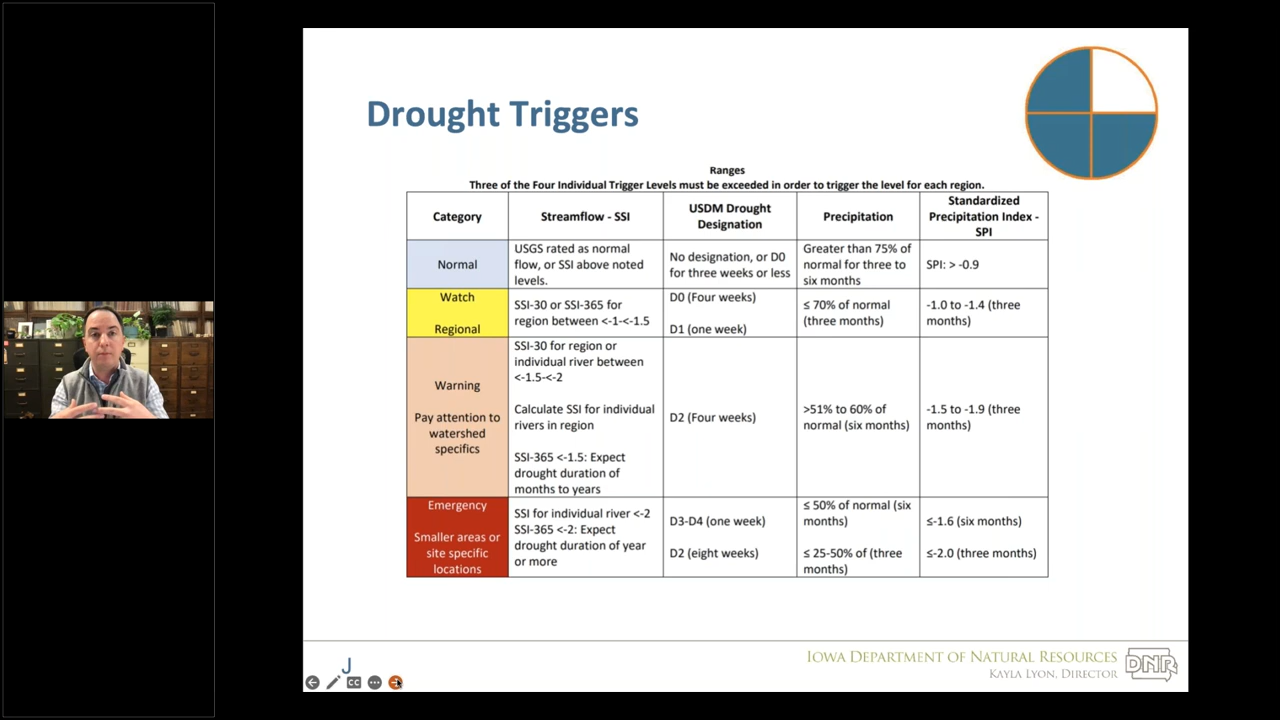 Drought Triggers
Ranges
Three of the Four Individual Trigger Levels must be exceeded in order to trigger the level for each region.
Category
Streamflow - SSI
USDM Drought
Designation
Precipitation
Standardized
Precipitation Index -
SPI
Normal
USGS rated as normal
flow, or SSI above noted
levels.
No designation, or D0
for three weeks or less
Greater than 75% of
normal for three to
six months
SPI: > -0.9
Watch
Regional
SSI-30 or SSI-365 for
region between <-1-<-1.5
D0 (Four weeks)
D1 (one week)
≤ 70% of normal
(three months)
-1.0 to -1.4 (three
months)
Warning
Pay attention to
watershed
specifics
SSI-30 for region or
individual river between
<-1.5-<-2
Calculate SSI for individual
rivers in region
SSI-365 <-1.5: Expect
drought duration of
months to years
D2 (Four weeks)
>51% to 60% of
normal (six months)
-1.5 to -1.9 (three
months)
Emergency
Smaller areas or
site specific
locations
SSI for individual river <-2
SSI-365 <-2: Expect
drought duration of year
or more
D3-D4 (one week)
D2 (eight weeks)
≤ 50% of normal (six
months)
≤ 25-50% of (three
months)
≤-1.6 (six months)
≤-2.0 (three months)
J
CC
Iowa Department of Natural Resources
Kayla Lyon, Director
DNR